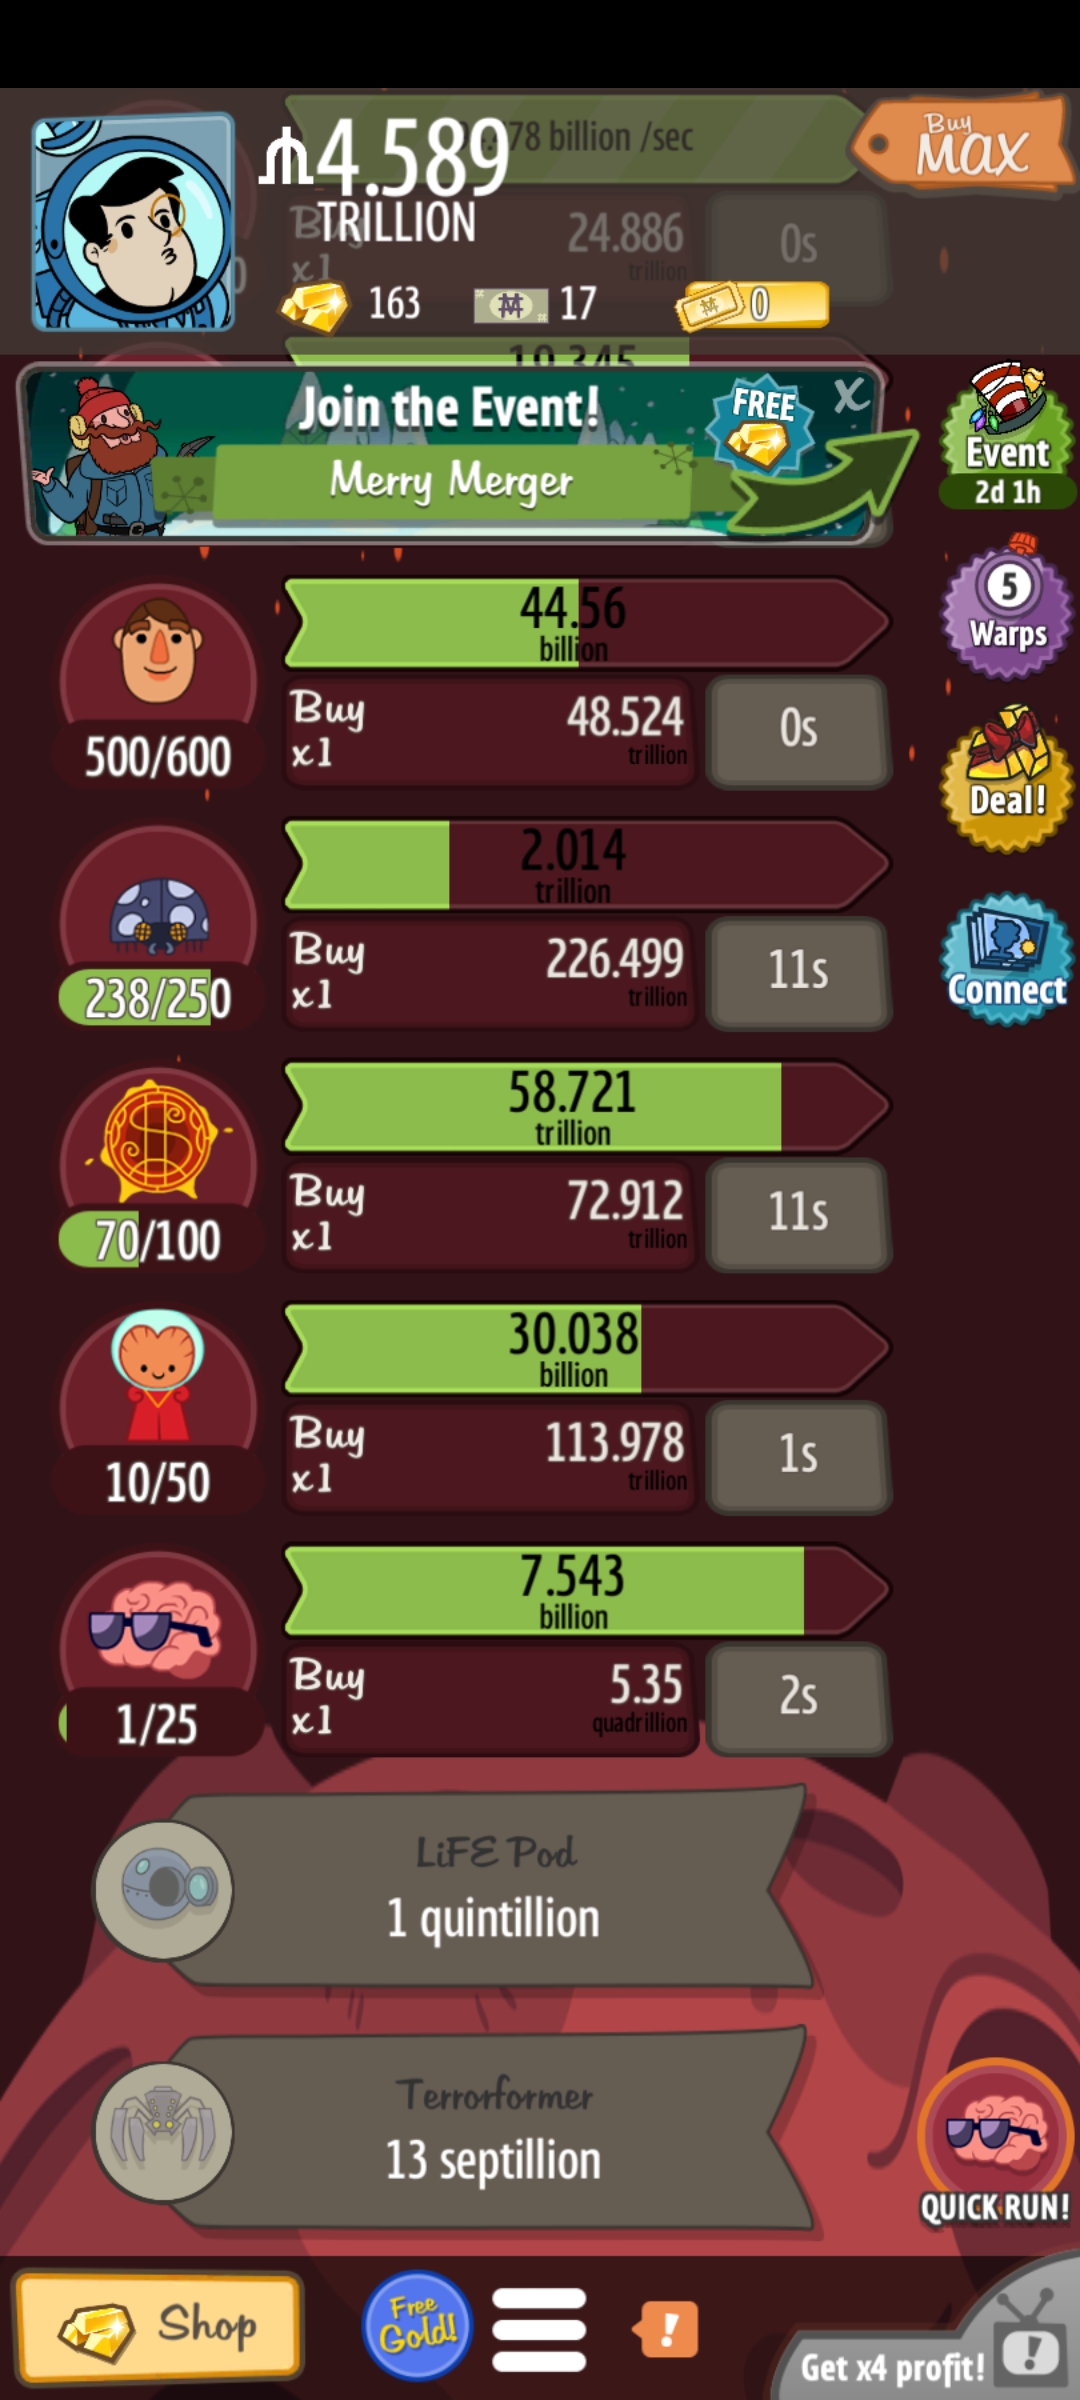 78 billion /sec
Buy
MAX
4.589
TRILLION
x1
24.886
trillion
0s
163
17
0
19.345
Join the Event!
FREE
X
Merry Merger
Event
2d 1h
44.56
billion
5
Warps
Buy
x1
48.524
trillion
0s
500/600
Deal!
2.014
trillion
Buy
x1
226.499
trillion
11s
238/250
Connect
58.721
trillion
Buy
x1
72.912
trillion
11s
70/100
30.038
billion
Buy
x1
113.978
trillion
1s
10/50
7.543
billion
Buy
x1
5.35
quadrillion
2s
1/25
LiFE Pod
1 quintillion
Terrorformer
13 septillion
QUICK RUN!
Shop
Free
Gold!
!
!
Get x4 profit!